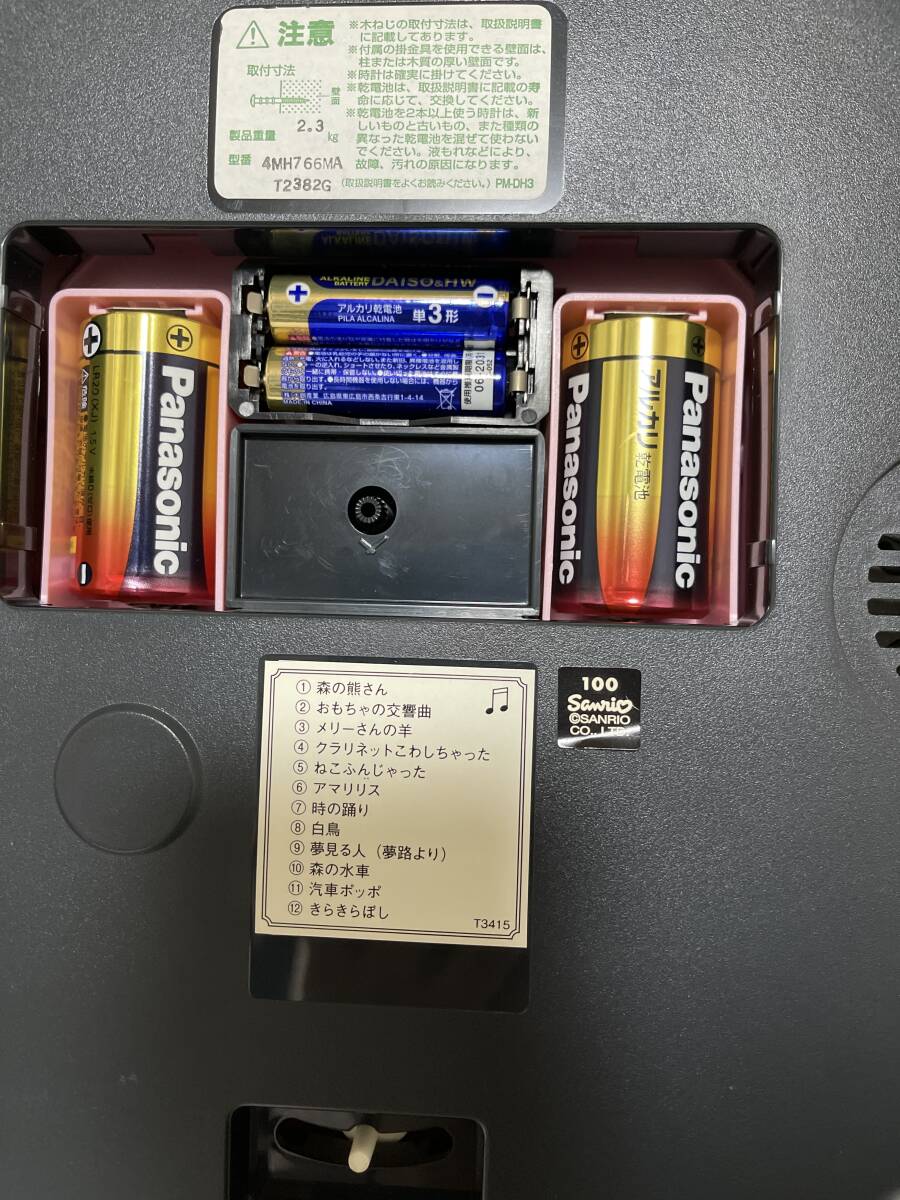 注意
※木ねじの取付寸法は、取扱説明書
に記載してあります。
※付属の掛金具を使用できる壁面は、
柱または木質の厚い壁面です。
※時計は確実に掛けてください。
※乾電池は、取扱説明書に記載の寿
命に応じて、交換してください。
※乾電池を2本以上使う時計は、新
しいものと古いもの、また種類の
異なった乾電池を混ぜて使わない
でください。液もれなどにより、
故障、汚れの原因になります。
取付寸法
壁面
製品重量 2.3 kg
型番 4MH766MA
T2382G (取扱説明書をよくお読みください。) PM-DH3
ALKALINE BATTERY DAISO&HW
アルカリ乾電池
PILA ALCALINA
単3形
MADE IN CHINA
Panasonic
Panasonic
アルカリ乾電池
Panasonic
① 森の熊さん
② おもちゃの交響曲
③ メリーさんの羊
④ クラリネットこわしちゃった
⑤ ねこふんじゃった
⑥ アマリリス
⑦ 時の踊り
⑧ 白鳥
⑨ 夢見る人（夢路より）
⑩ 森の水車
⑪ 汽車ポッポ
⑫ きらきらぼし
T3415
100
Sanrio
©SANRIO
CO.,LTD.